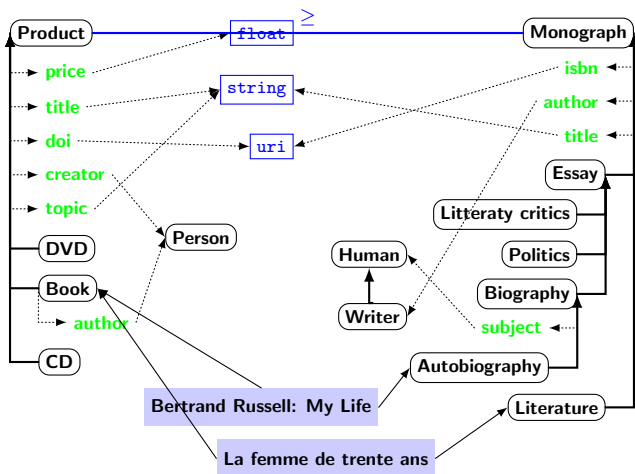 ≥
Product float Monograph
price isbn
title string author
doi uri title
creator Essay
topic Litteraty critics
Person
DVD Human Politics
Book Biography
author Writer subject
CD Autobiography
Bertrand Russell: My Life Literature
La femme de trente ans